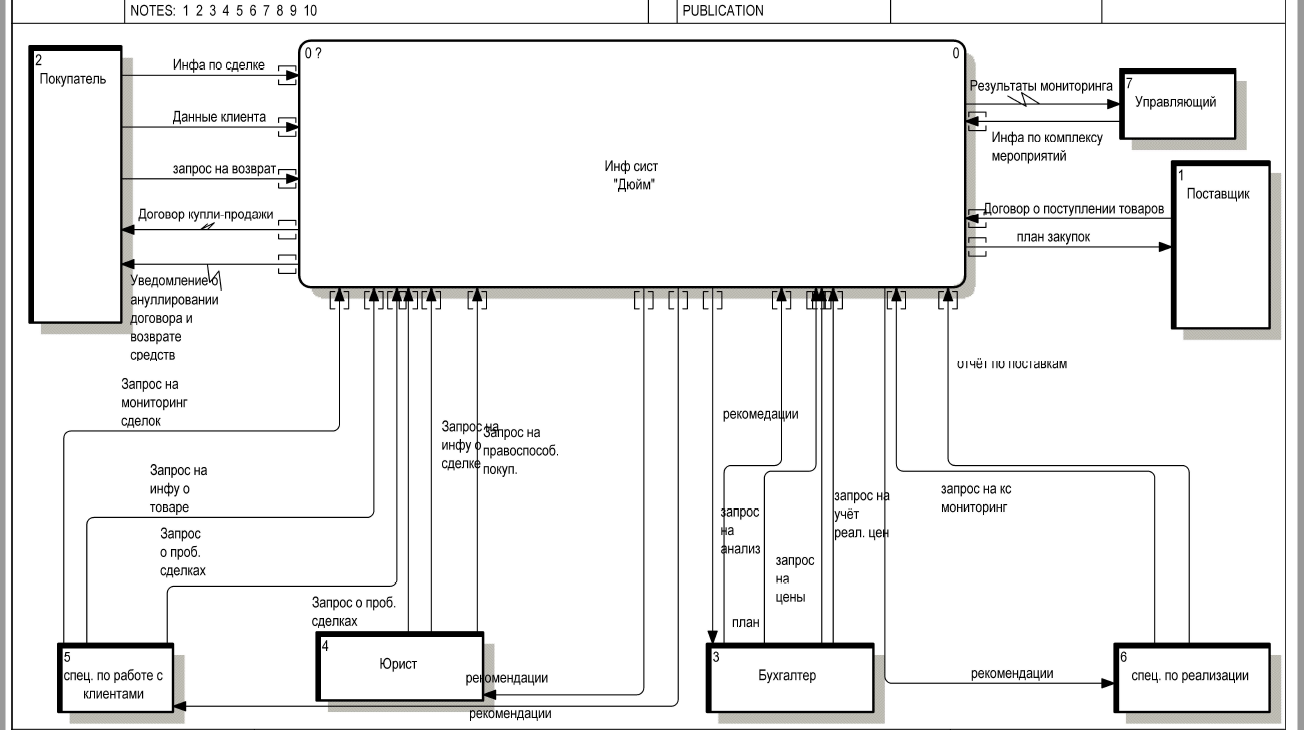 NOTES: 1 2 3 4 5 6 7 8 9 10
PUBLICATION
2
Покупатель
Инфа по сделке
Данные клиента
запрос на возврат
Договор купли-продажи
Уведомление о
ануллировании
договора и
возврате
средств
0 ?
0
Инф сист
"Дюйм"
Результаты мониторинга
7
Управляющий
Инфа по комплексу
мероприятий
1
Поставщик
Договор о поступлении товаров
план закупок
Запрос на
мониторинг
сделок
Запрос на
инфу о
товаре
Запрос
о проб.
сделках
Запрос о проб.
сделках
Запрос на
инфу о
сделке
Запрос на
правоспособ.
покуп.
рекомедации
запрос
на
анализ
план
запрос
на
цены
запрос на
учёт
реал. цен
отчёт по поставкам
запрос на кс
мониторинг
5
спец. по работе с
клиентами
4
Юрист
рекомендации
рекомендации
3
Бухгалтер
рекомендации
6
спец. по реализации